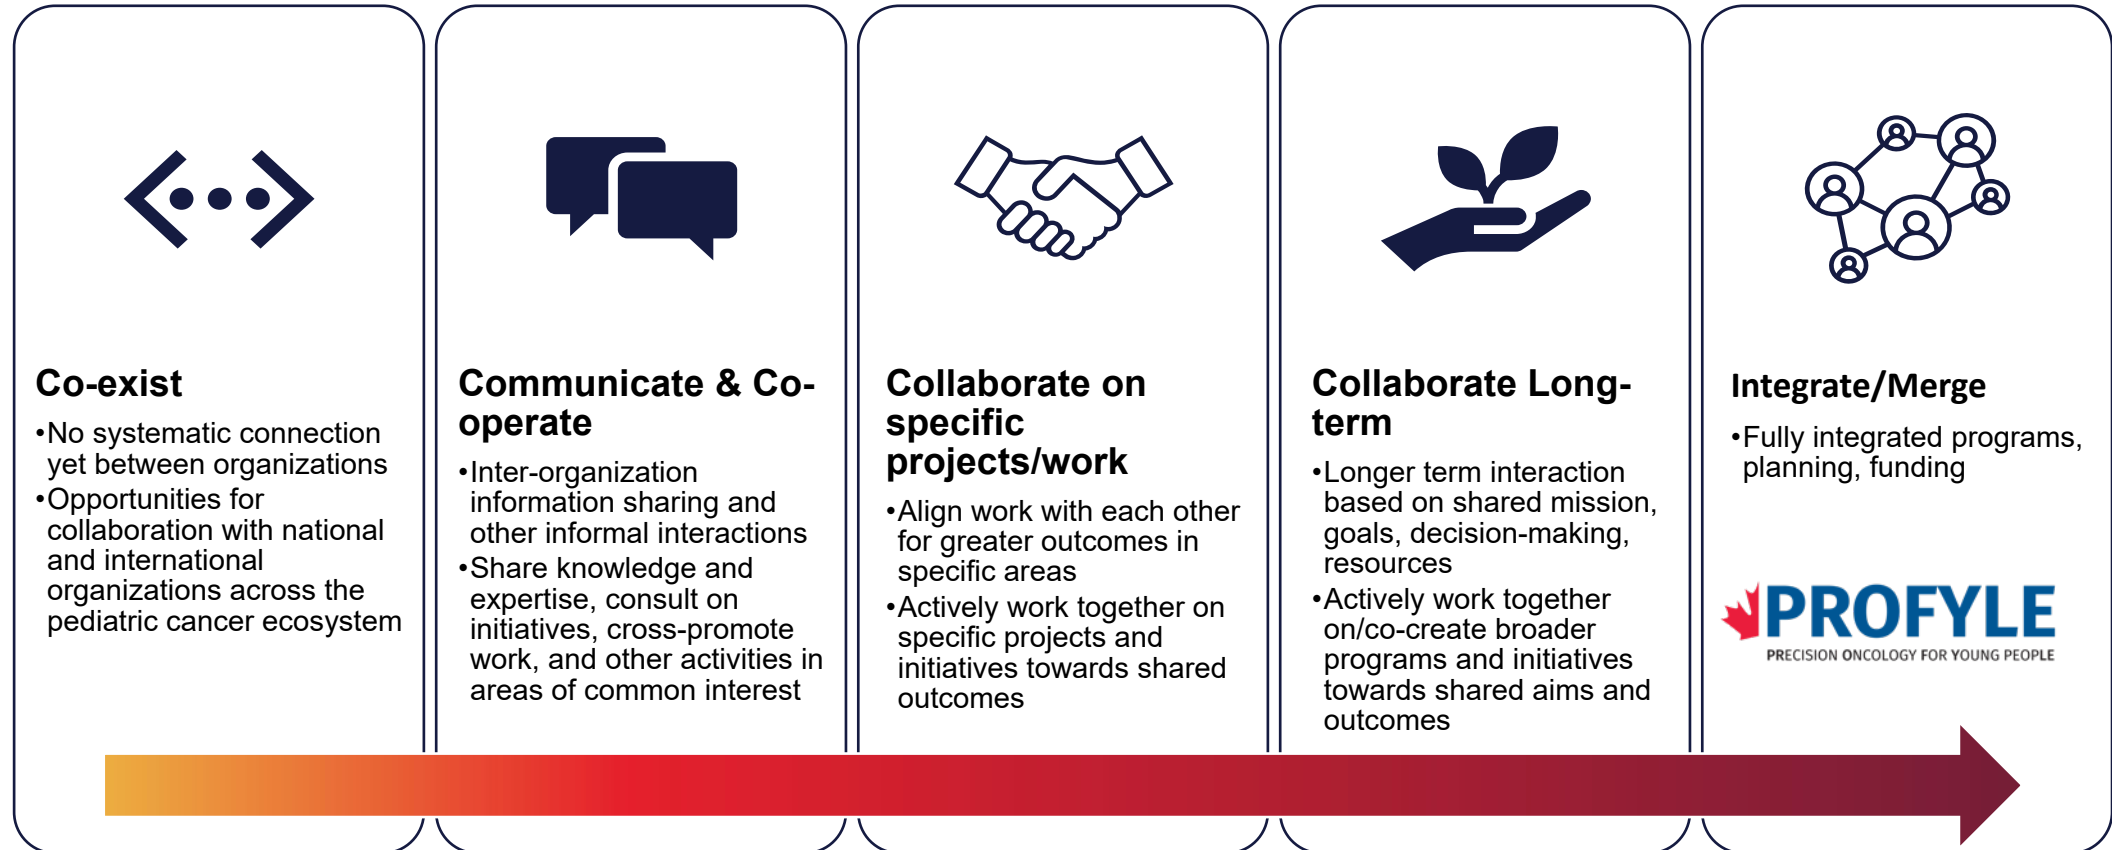 Co-exist
•No systematic connection
yet between organizations
•Opportunities for
collaboration with national
and international
organizations across the
pediatric cancer ecosystem
Communicate & Co-
operate
•Inter-organization
information sharing and
other informal interactions
•Share knowledge and
expertise, consult on
initiatives, cross-promote
work, and other activities in
areas of common interest
Collaborate on
specific
projects/work
•Align work with each other
for greater outcomes in
specific areas
•Actively work together on
specific projects and
initiatives towards shared
outcomes
Collaborate Long-
term
•Longer term interaction
based on shared mission,
goals, decision-making,
resources
•Actively work together
on/co-create broader
programs and initiatives
towards shared aims and
outcomes
Integrate/Merge
•Fully integrated programs,
planning, funding
PROFYLE
PRECISION ONCOLOGY FOR YOUNG PEOPLE